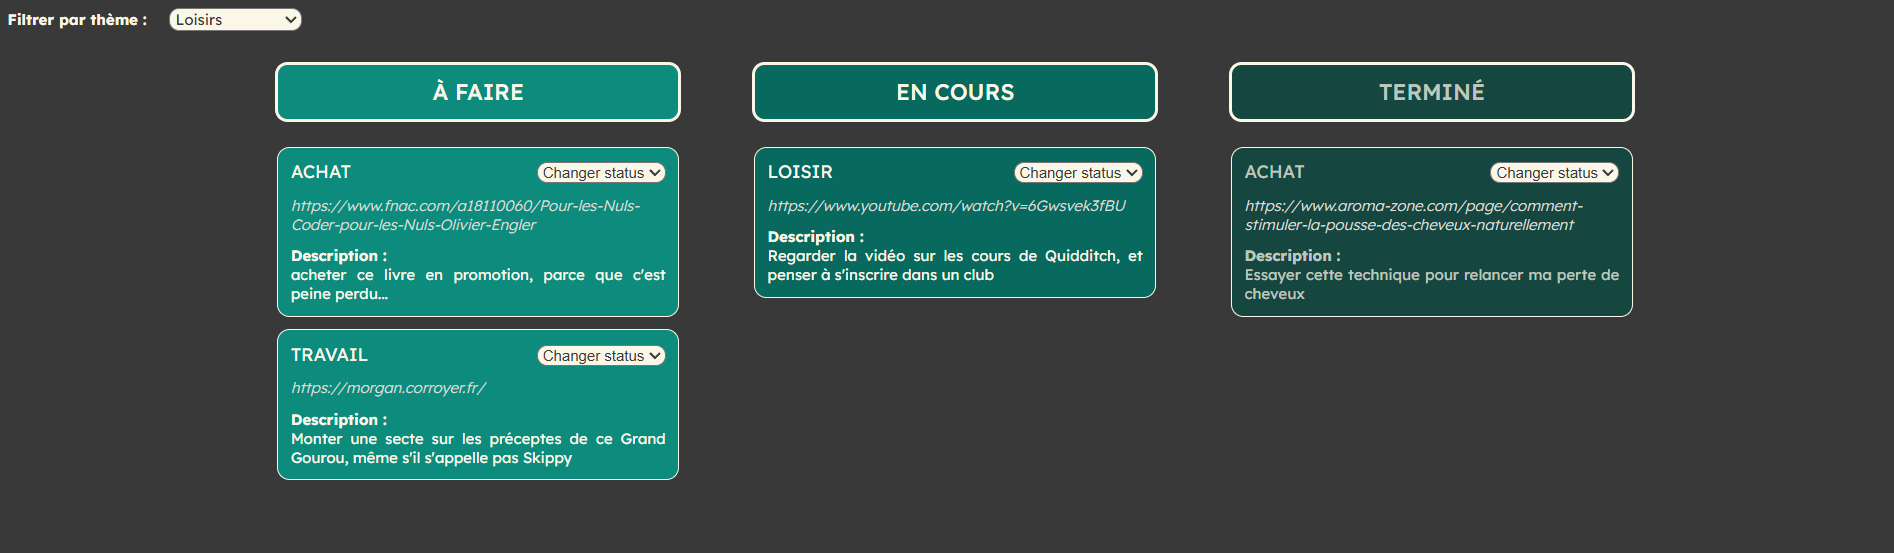 Filtrer par thème :
Loisirs
À FAIRE
ACHAT
Changer status
https://www.fnac.com/a18110060/Pour-les-Nuls-
Coder-pour-les-Nuls-Olivier-Engler
Description :
acheter ce livre en promotion, parce que c'est
peine perdu...
TRAVAIL
Changer status
https://morgan.corroyer.fr/
Description :
Monter une secte sur les préceptes de ce Grand
Gourou, même s'il s'appelle pas Skippy
EN COURS
LOISIR
Changer status
https://www.youtube.com/watch?v=6Gwsvek3fBU
Description :
Regarder la vidéo sur les cours de Quidditch, et
penser à s'inscrire dans un club
TERMINÉ
ACHAT
Changer status
https://www.aroma-zone.com/page/comment-
stimuler-la-pousse-des-cheveux-naturellement
Description :
Essayer cette technique pour relancer ma perte de
cheveux